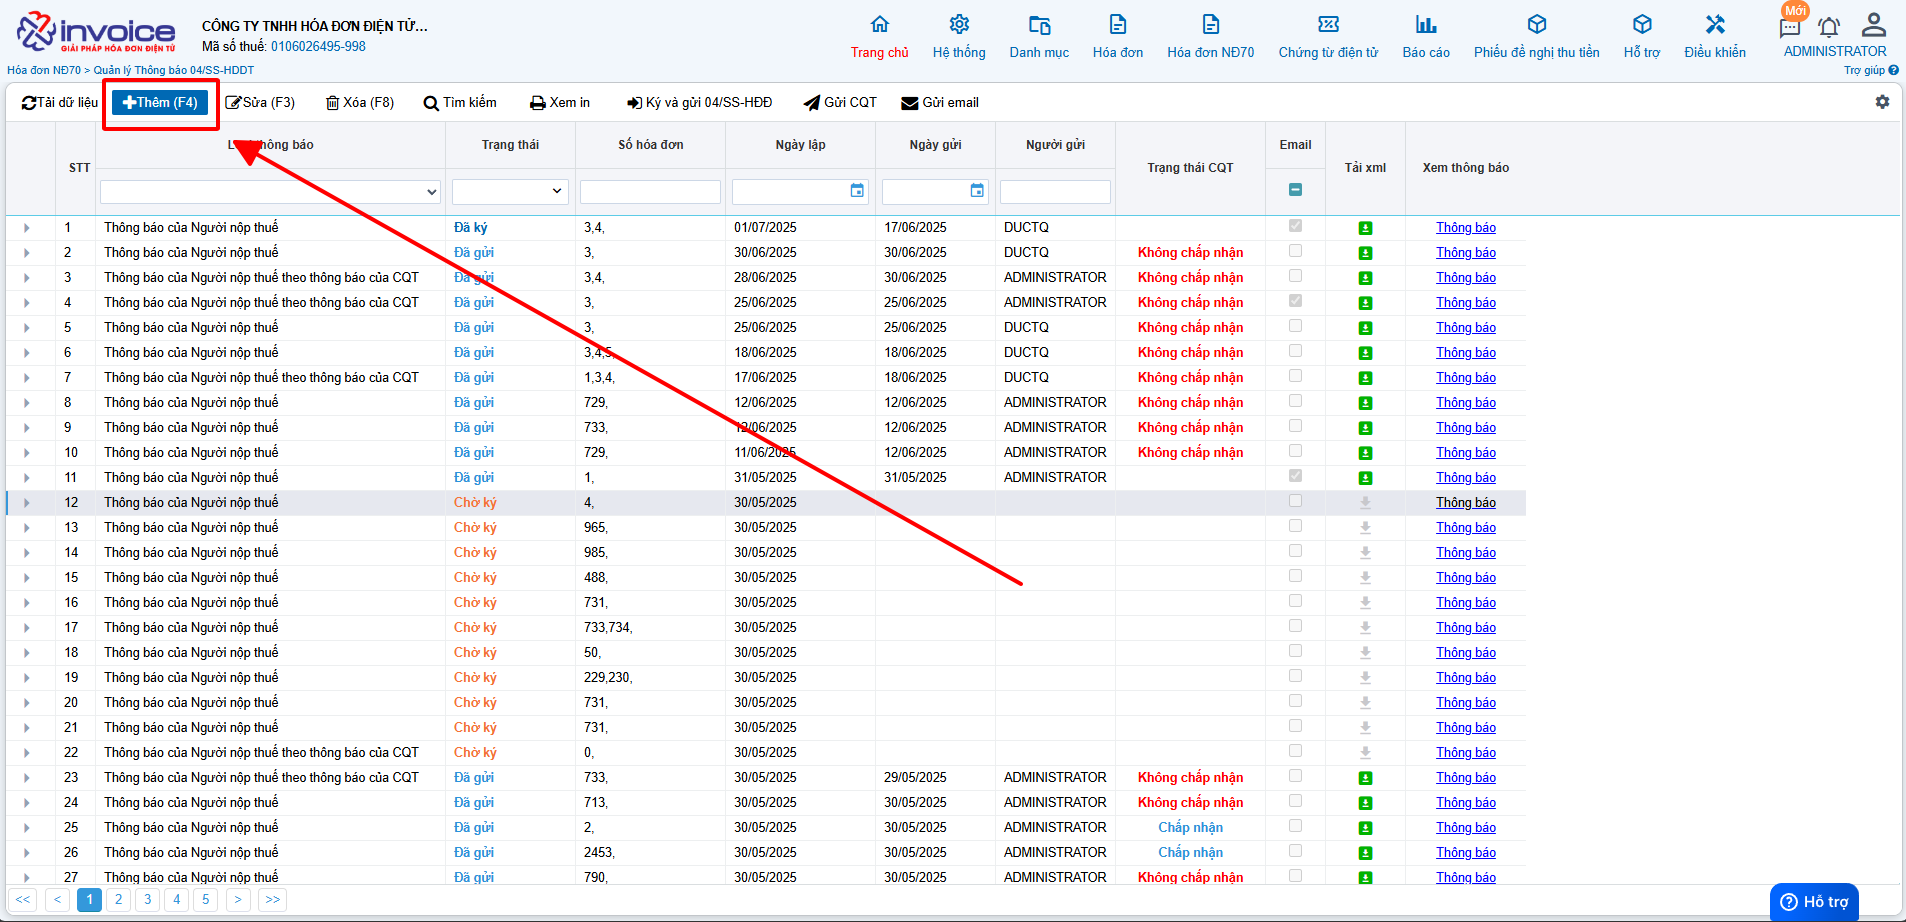 invoice
GIẢI PHÁP HÓA ĐƠN ĐIỆN TỬ
CÔNG TY TNHH HÓA ĐƠN ĐIỆN TỬ...
Mã số thuế: 0106026495-998
Trang chủ Hệ thống Danh mục Hóa đơn Hóa đơn NĐ70 Chứng từ điện tử Báo cáo Phiếu đề nghị thu tiền Hỗ trợ Điều khiển
Mới
ADMINISTRATOR
Hóa đơn NĐ70 > Quản lý Thông báo 04/SS-HDDT
Trợ giúp
Tải dữ liệu Thêm (F4) Sửa (F3) Xóa (F8) Tìm kiếm Xem in Ký và gửi 04/SS-HĐĐ Gửi CQT Gửi email
STT thông báo Trạng thái Số hóa đơn Ngày lập Ngày gửi Người gửi Trạng thái CQT Email Tải xml Xem thông báo
1 Thông báo của Người nộp thuế Đã ký 3,4, 01/07/2025 17/06/2025 DUCTQ Thông báo
2 Thông báo của Người nộp thuế Đã gửi 3, 30/06/2025 30/06/2025 DUCTQ Không chấp nhận Thông báo
3 Thông báo của Người nộp thuế theo thông báo của CQT Đã gửi 3,4, 28/06/2025 30/06/2025 ADMINISTRATOR Không chấp nhận Thông báo
4 Thông báo của Người nộp thuế theo thông báo của CQT Đã gửi 3, 25/06/2025 25/06/2025 ADMINISTRATOR Không chấp nhận Thông báo
5 Thông báo của Người nộp thuế Đã gửi 3, 25/06/2025 25/06/2025 DUCTQ Không chấp nhận Thông báo
6 Thông báo của Người nộp thuế Đã gửi 3,4,5, 18/06/2025 18/06/2025 DUCTQ Không chấp nhận Thông báo
7 Thông báo của Người nộp thuế theo thông báo của CQT Đã gửi 1,3,4, 17/06/2025 18/06/2025 DUCTQ Không chấp nhận Thông báo
8 Thông báo của Người nộp thuế Đã gửi 729, 12/06/2025 12/06/2025 ADMINISTRATOR Không chấp nhận Thông báo
9 Thông báo của Người nộp thuế Đã gửi 733, 12/06/2025 12/06/2025 ADMINISTRATOR Không chấp nhận Thông báo
10 Thông báo của Người nộp thuế Đã gửi 729, 11/06/2025 12/06/2025 ADMINISTRATOR Không chấp nhận Thông báo
11 Thông báo của Người nộp thuế Đã gửi 1, 31/05/2025 31/05/2025 ADMINISTRATOR Thông báo
12 Thông báo của Người nộp thuế Chờ ký 4, 30/05/2025 Thông báo
13 Thông báo của Người nộp thuế Chờ ký 965, 30/05/2025 Thông báo
14 Thông báo của Người nộp thuế Chờ ký 985, 30/05/2025 Thông báo
15 Thông báo của Người nộp thuế Chờ ký 488, 30/05/2025 Thông báo
16 Thông báo của Người nộp thuế Chờ ký 731, 30/05/2025 Thông báo
17 Thông báo của Người nộp thuế Chờ ký 733,734, 30/05/2025 Thông báo
18 Thông báo của Người nộp thuế Chờ ký 50, 30/05/2025 Thông báo
19 Thông báo của Người nộp thuế Chờ ký 229,230, 30/05/2025 Thông báo
20 Thông báo của Người nộp thuế Chờ ký 731, 30/05/2025 Thông báo
21 Thông báo của Người nộp thuế Chờ ký 731, 30/05/2025 Thông báo
22 Thông báo của Người nộp thuế theo thông báo của CQT Chờ ký 0, 30/05/2025 Thông báo
23 Thông báo của Người nộp thuế theo thông báo của CQT Đã gửi 733, 30/05/2025 29/05/2025 ADMINISTRATOR Không chấp nhận Thông báo
24 Thông báo của Người nộp thuế Đã gửi 713, 30/05/2025 30/05/2025 ADMINISTRATOR Không chấp nhận Thông báo
25 Thông báo của Người nộp thuế Đã gửi 2, 30/05/2025 30/05/2025 ADMINISTRATOR Chấp nhận Thông báo
26 Thông báo của Người nộp thuế Đã gửi 2453, 30/05/2025 30/05/2025 ADMINISTRATOR Chấp nhận Thông báo
27 Thông báo của Người nộp thuế Đã gửi 790, 30/05/2025 30/05/2025 ADMINISTRATOR Không chấp nhận Thông báo
<< < 1 2 3 4 5 > >>
Hỗ trợ